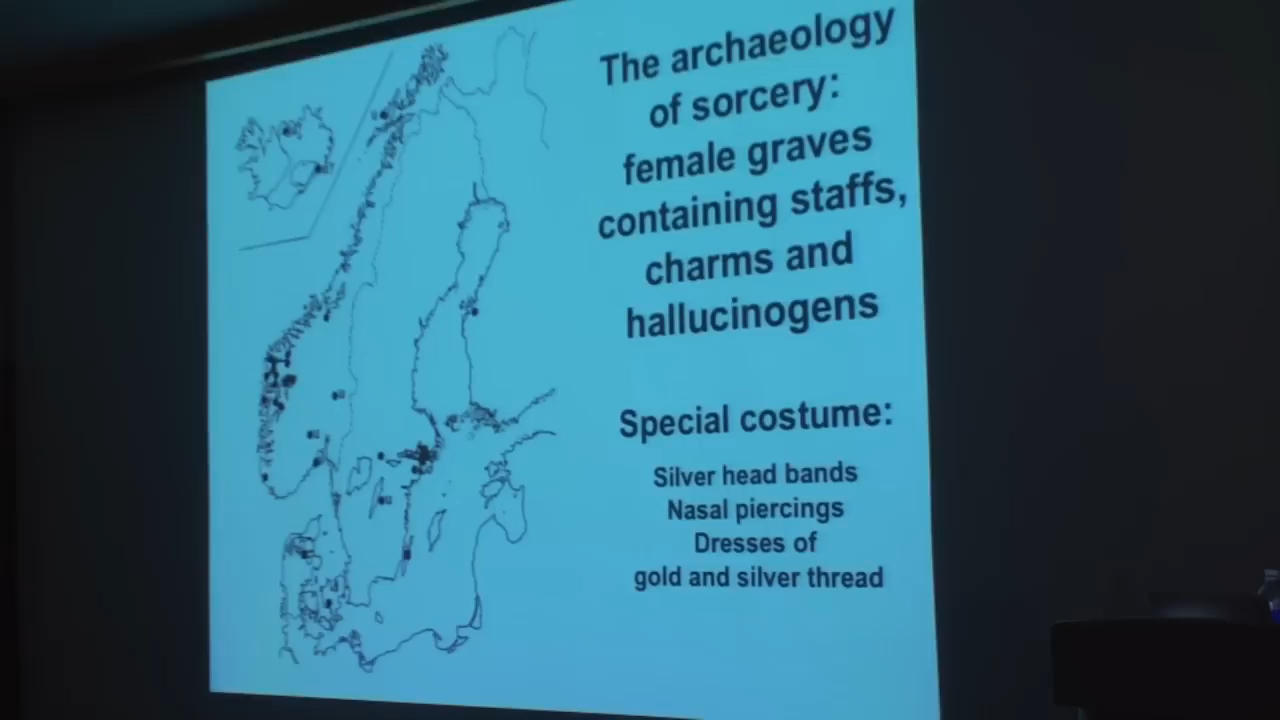 The archaeology
of sorcery:
female graves
containing staffs,
charms and
hallucinogens
Special costume:
Silver head bands
Nasal piercings
Dresses of
gold and silver thread